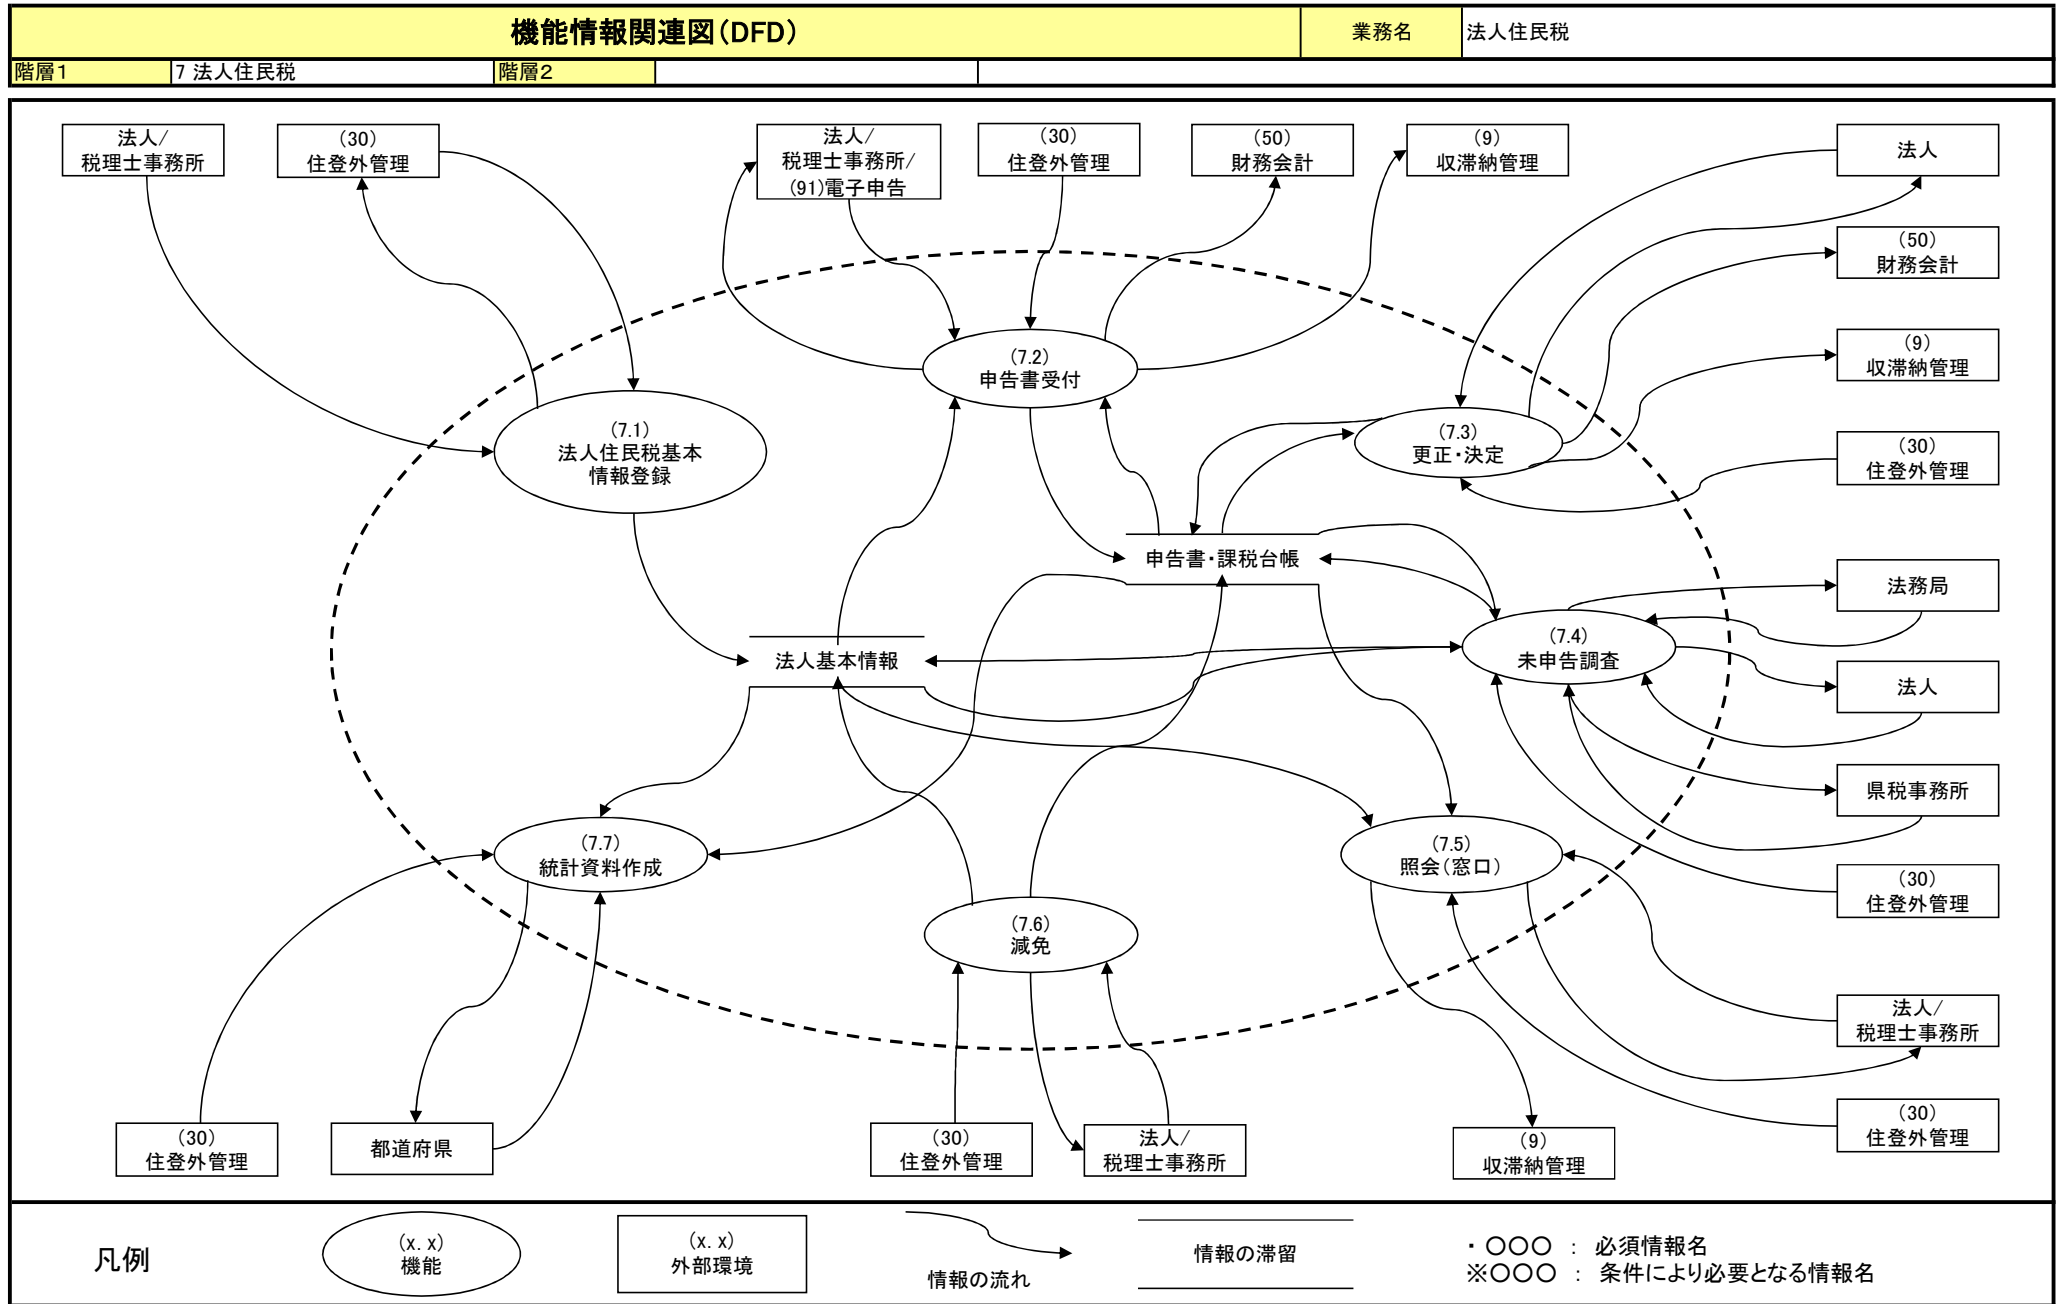 機能情報関連図(DFD)
業務名
法人住民税
階層1
7 法人住民税
階層2
法人/
税理士事務所
(30)
住登外管理
法人/
税理士事務所/
(91)電子申告
(30)
住登外管理
(50)
財務会計
(9)
収滞納管理
法人
(50)
財務会計
(9)
収滞納管理
(30)
住登外管理
(7.2)
申告書受付
(7.1)
法人住民税基本
情報登録
(7.3)
更正・決定
申告書・課税台帳
法務局
(7.4)
未申告調査
法人基本情報
法人
県税事務所
(7.7)
統計資料作成
(7.5)
照会(窓口)
(30)
住登外管理
(7.6)
減免
法人/
税理士事務所
(30)
住登外管理
(30)
住登外管理
都道府県
(30)
住登外管理
法人/
税理士事務所
(9)
収滞納管理
凡例
(x.x)
機能
(x.x)
外部環境
情報の流れ
情報の滞留
・ ○○○ : 必須情報名
※○○○ : 条件により必要となる情報名